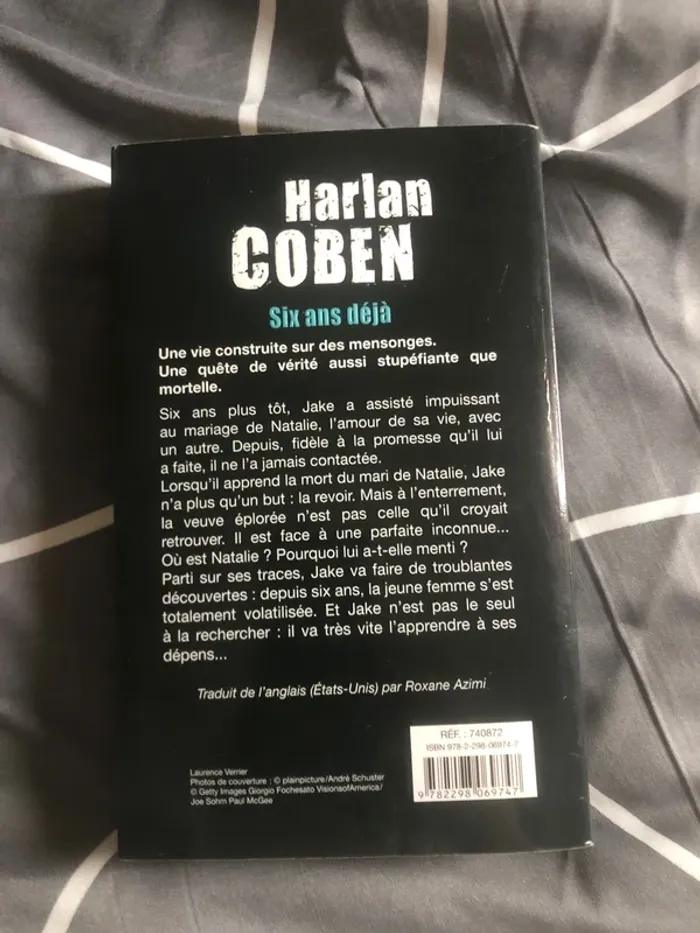 Harlan
COBEN
Six ans déjà
Une vie construite sur des mensonges.
Une quête de vérité aussi stupéfiante que
mortelle.
Six ans plus tôt, Jake a assisté impuissant
au mariage de Natalie, l'amour de sa vie, avec
un autre. Depuis, fidèle à la promesse qu'il lui
a faite, il ne l'a jamais contactée.
Lorsqu'il apprend la mort du mari de Natalie, Jake
n'a plus qu'un but : la revoir. Mais à l'enterrement,
la veuve éplorée n'est pas celle qu'il croyait
retrouver. Il est face à une parfaite inconnue...
Où est Natalie ? Pourquoi lui a-t-elle menti ?
Parti sur ses traces, Jake va faire de troublantes
découvertes : depuis six ans, la jeune femme s'est
totalement volatilisée. Et Jake n'est pas le seul
à la rechercher : il va très vite l'apprendre à ses
dépens...
Traduit de l'anglais (États-Unis) par Roxane Azimi
RÉF. : 740872
ISBN 978-2-298-06974-7
9 782298 069747
Laurence Verrier
Photos de couverture : © plainpicture/André Schuster
© Getty Images Giorgio Fochesato VisionsofAmerica/
Joe Sohm Paul McGee